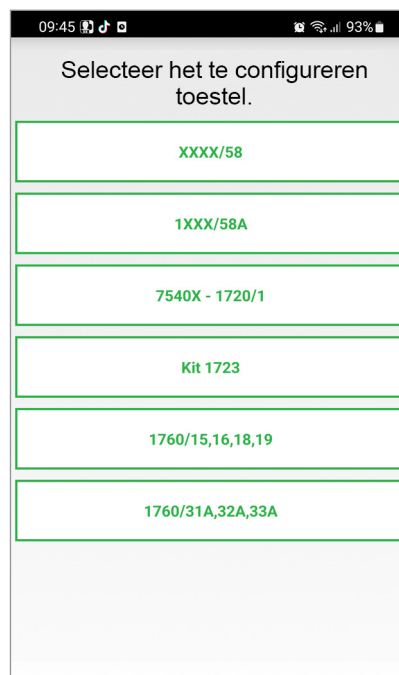 09:45 93%
Selecteer het te configureren
toestel.
XXXX/58
1XXX/58A
7540X - 1720/1
Kit 1723
1760/15,16,18,19
1760/31A,32A,33A